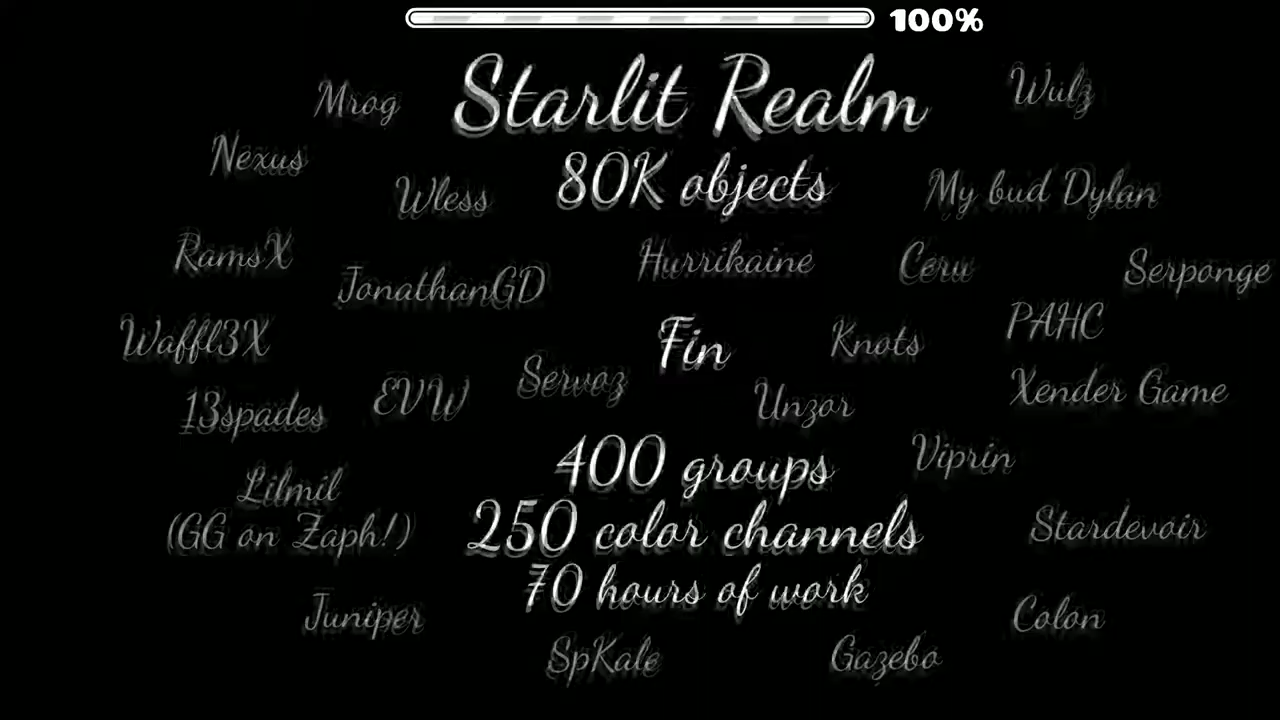 100%
Starlit Realm
Mrog
Wulz
Nexus
80K objects
Wless
My bud Dylan
RamsX
Hurrikaine
Ceru
Serponge
JonathanGD
Waffl3X
Fin
Knots
PAHC
Servoz
EVW
Xender Game
13spades
Unzor
400 groups
Viprin
Lilmil
(GG on Zaph!)
250 color channels
Stardevoir
70 hours of work
Juniper
Colon
SpKale
Gazebo